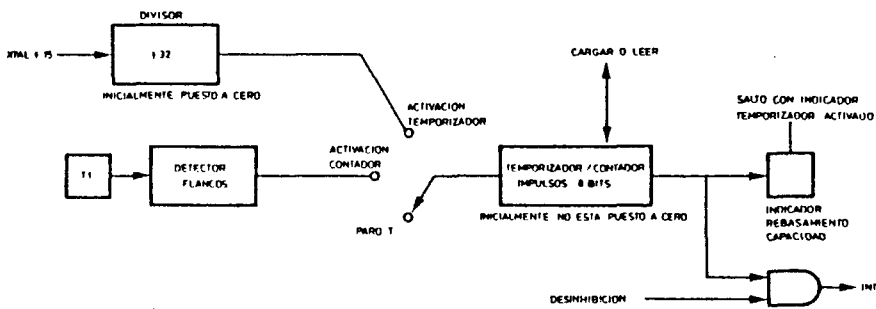 DIVISOR
XTAL ÷ 15
÷ 32
INICIALMENTE PUESTO A CERO
CARGAR O LEER
ACTIVACION
TEMPORIZADOR
SALTO CON INDICADOR
TEMPORIZADOR ACTIVADO
ACTIVACION
CONTADOR
T1
DETECTOR
FLANCOS
TEMPORIZADOR / CONTADOR
IMPULSOS 8 BITS
INICIALMENTE NO ESTA PUESTO A CERO
PARO T
INDICADOR
REBASAMIENTO
CAPACIDAD
DESINHIBICION
INT